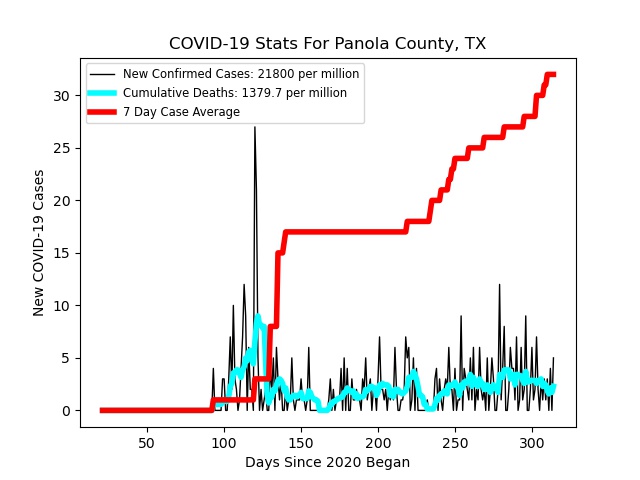 COVID-19 Stats For Panola County, TX
New Confirmed Cases: 21800 per million
Cumulative Deaths: 1379.7 per million
7 Day Case Average
New COVID-19 Cases
30
25
20
15
10
5
0
50
100
150
200
250
300
Days Since 2020 Began